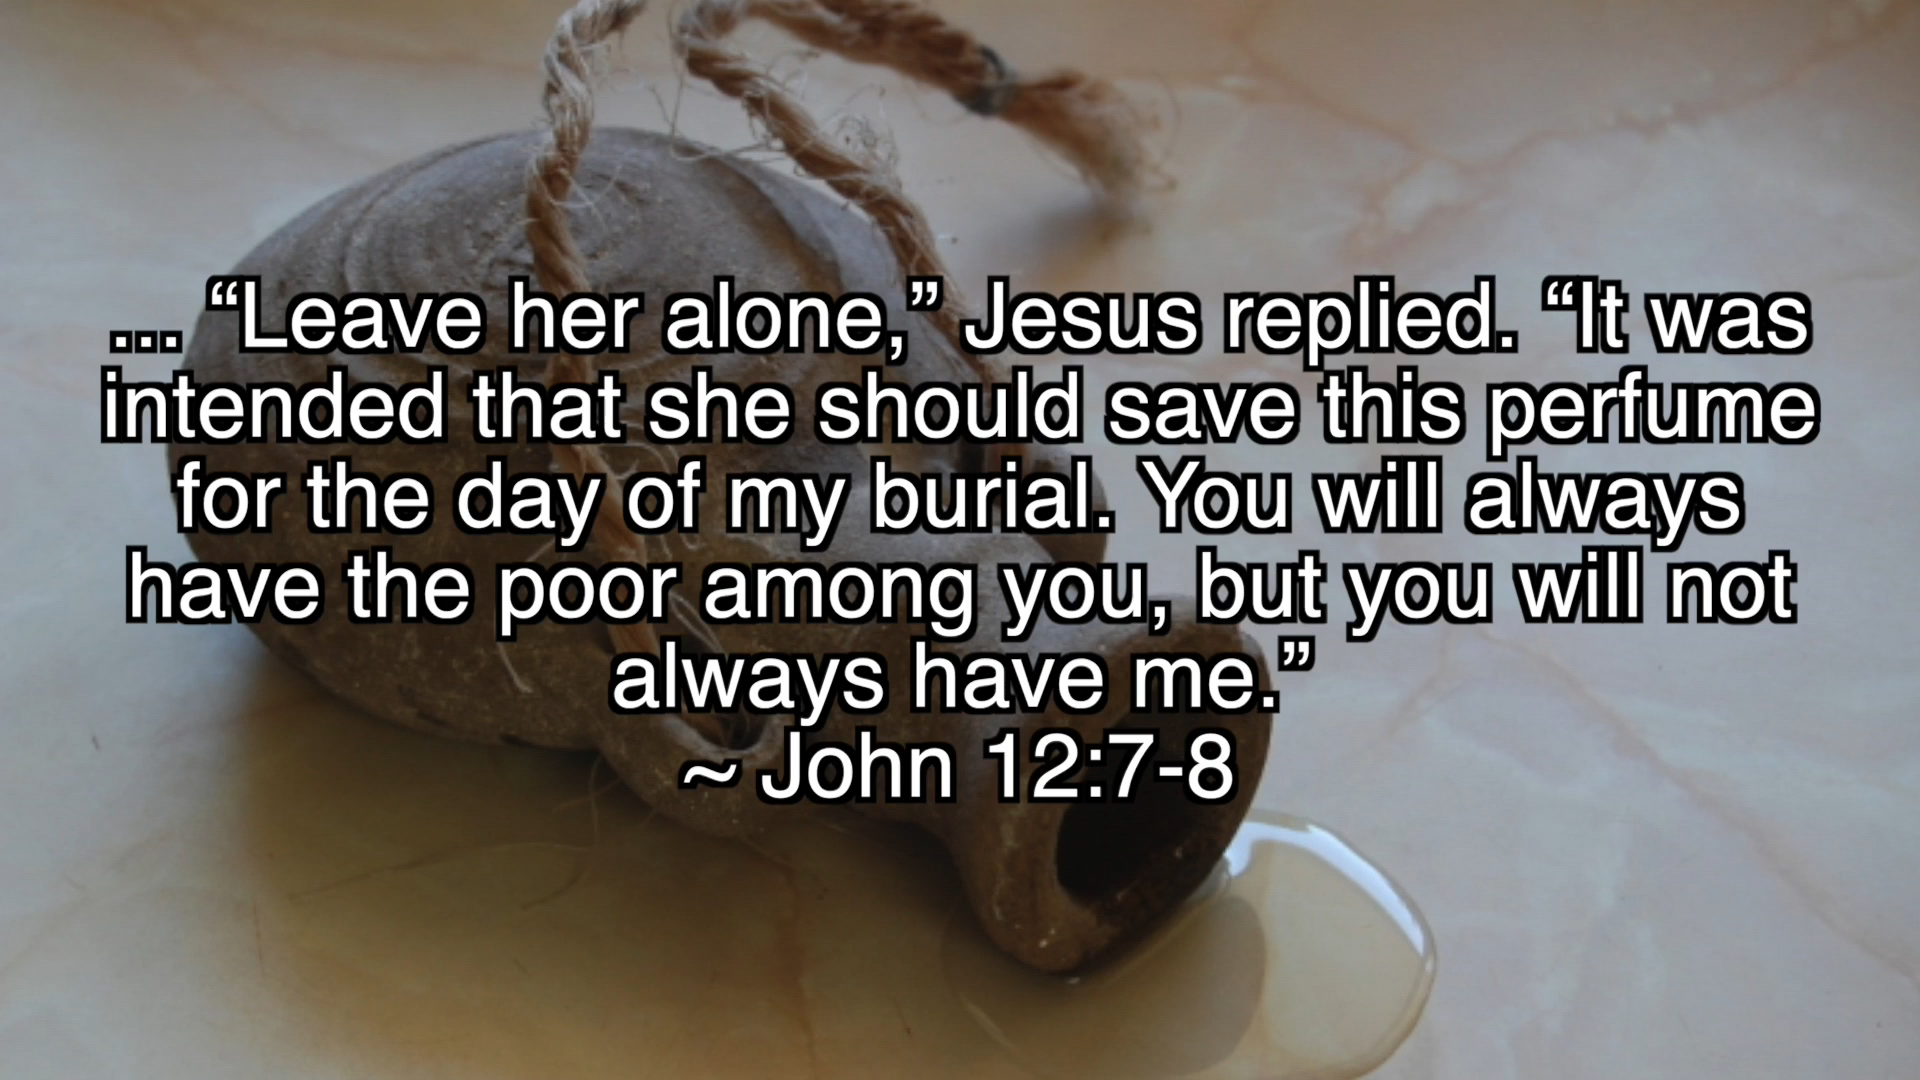 ... “Leave her alone,” Jesus replied. “It was
intended that she should save this perfume
for the day of my burial. You will always
have the poor among you, but you will not
always have me.”
~ John 12:7-8